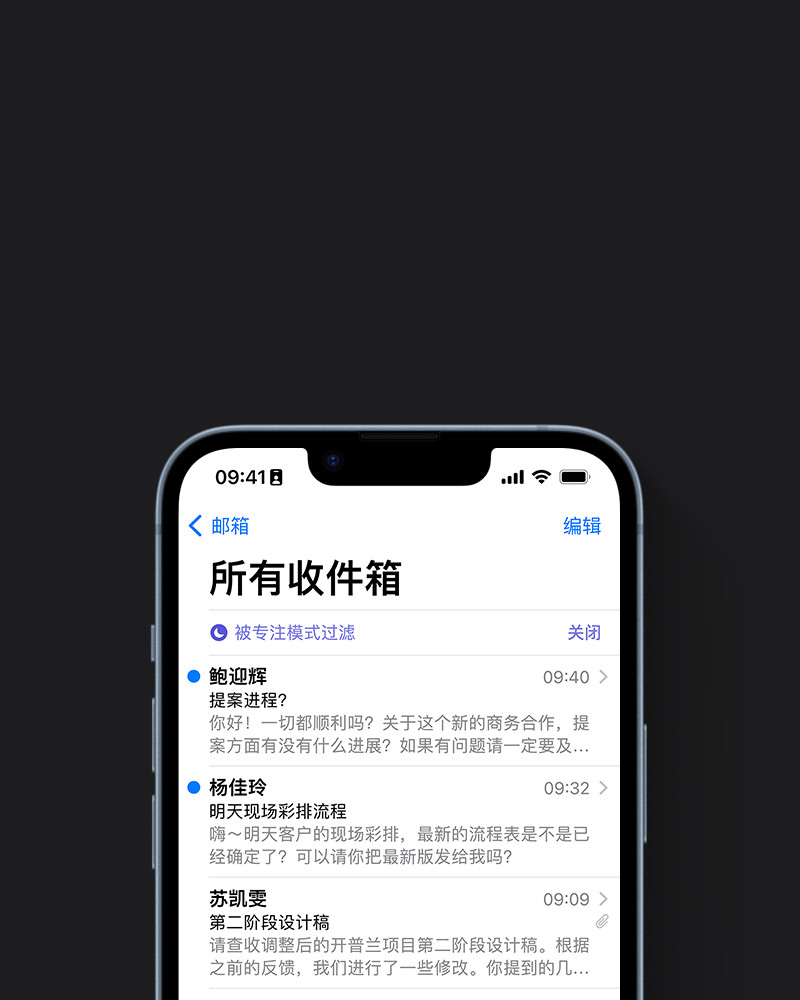 09:41
邮箱
编辑
所有收件箱
被专注模式过滤
关闭
鲍迎辉
09:40
提案进程?
你好！一切都顺利吗？关于这个新的商务合作，提
案方面有没有什么进展？如果有问题请一定要及…
杨佳玲
09:32
明天现场彩排流程
嗨～明天客户的现场彩排，最新的流程表是不是已
经确定了？可以请你把最新版发给我吗？
苏凯雯
09:09
第二阶段设计稿
请查收调整后的开普兰项目第二阶段设计稿。根据
之前的反馈，我们进行了一些修改。你提到的几…